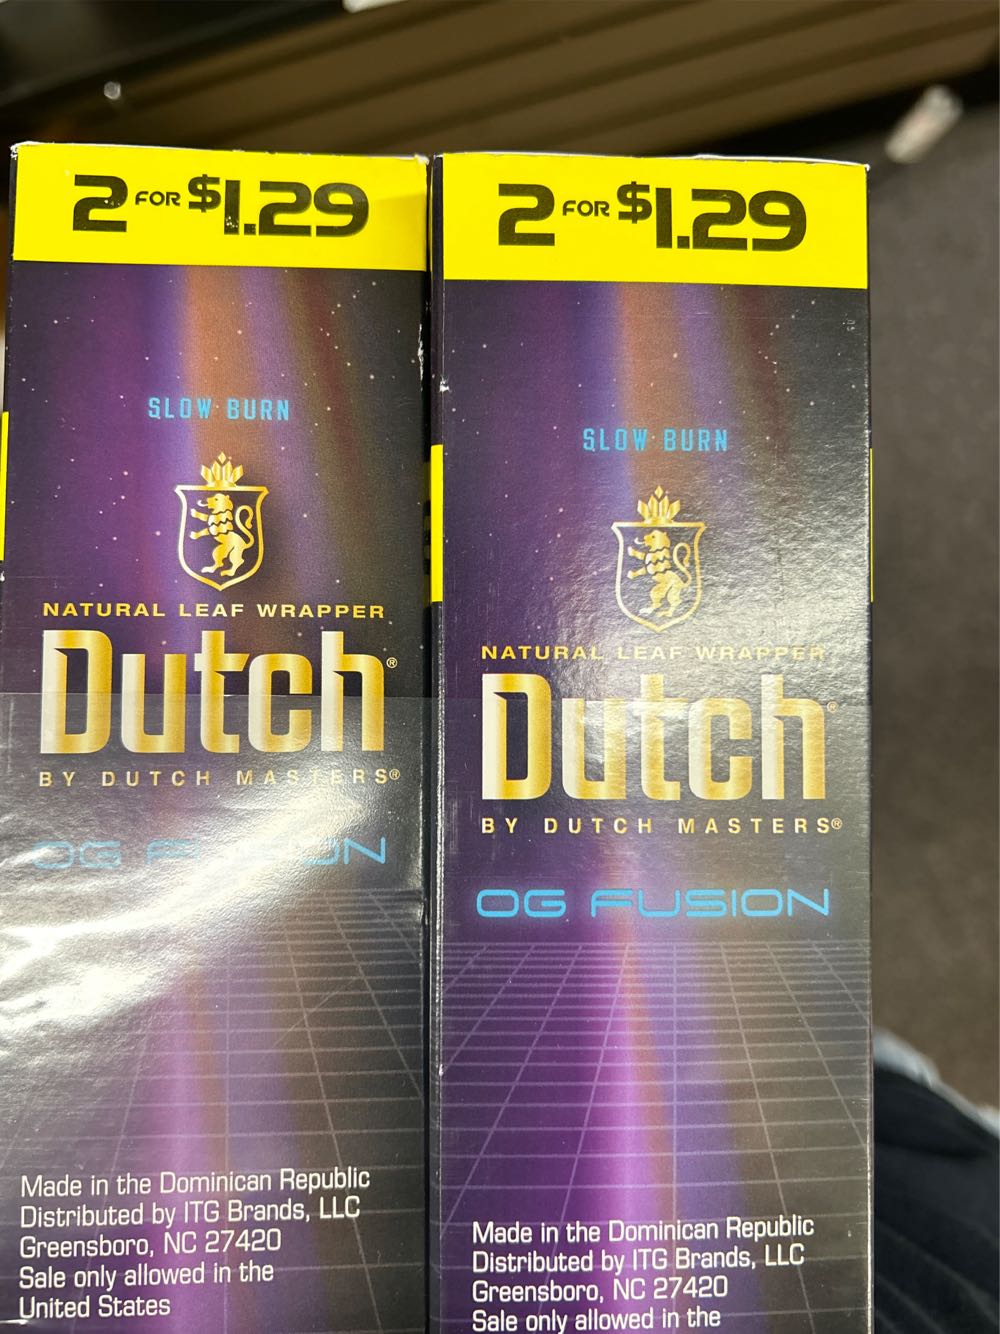 2 FOR $1.29
SLOW BURN
NATURAL LEAF WRAPPER
Dutch®
BY DUTCH MASTERS®
OG FUSION
Made in the Dominican Republic
Distributed by ITG Brands, LLC
Greensboro, NC 27420
Sale only allowed in the
United States
2 FOR $1.29
SLOW BURN
NATURAL LEAF WRAPPER
Dutch®
BY DUTCH MASTERS®
OG FUSION
Made in the Dominican Republic
Distributed by ITG Brands, LLC
Greensboro, NC 27420
Sale only allowed in the